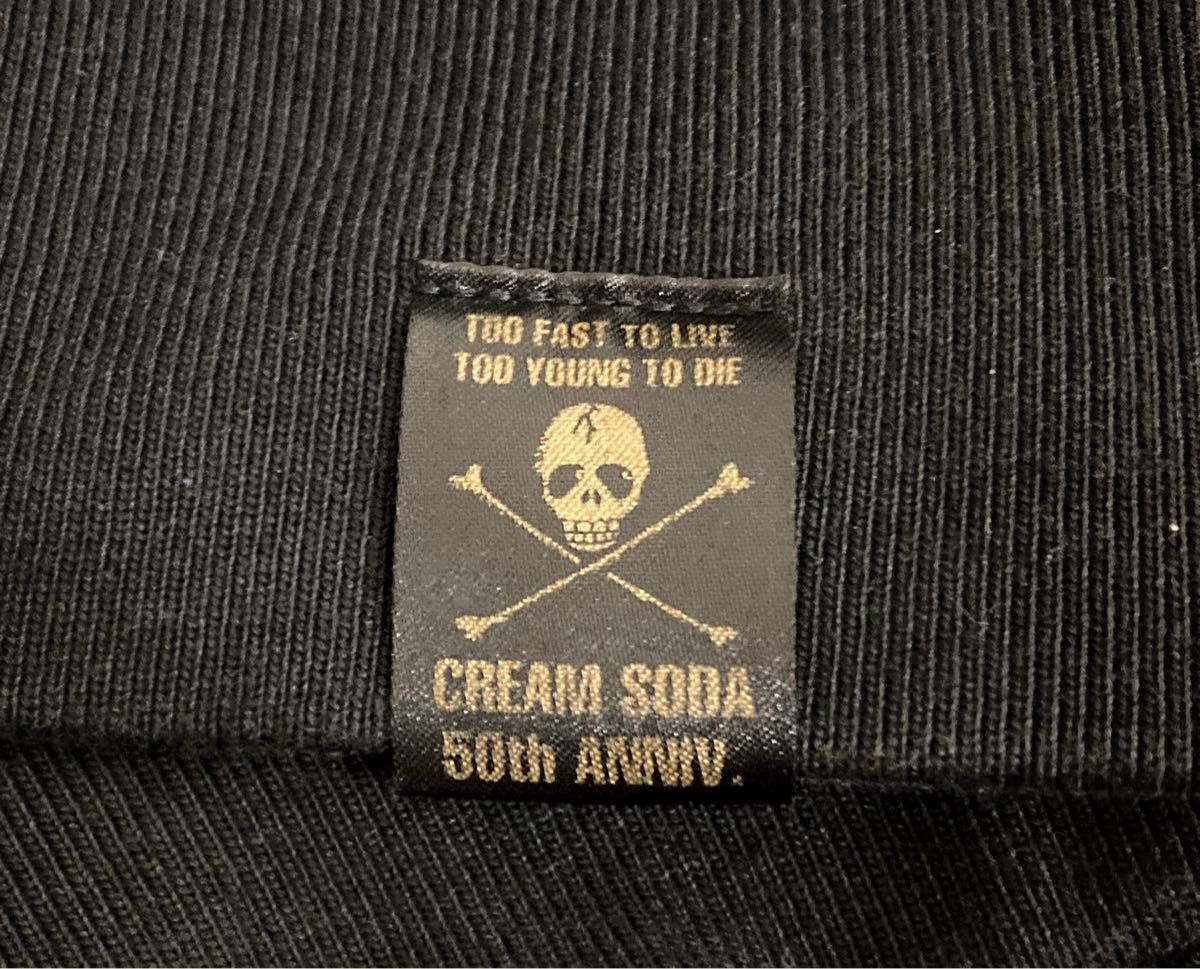 TOO FAST TO LIVE
TOO YOUNG TO DIE
CREAM SODA
50th ANNIV.